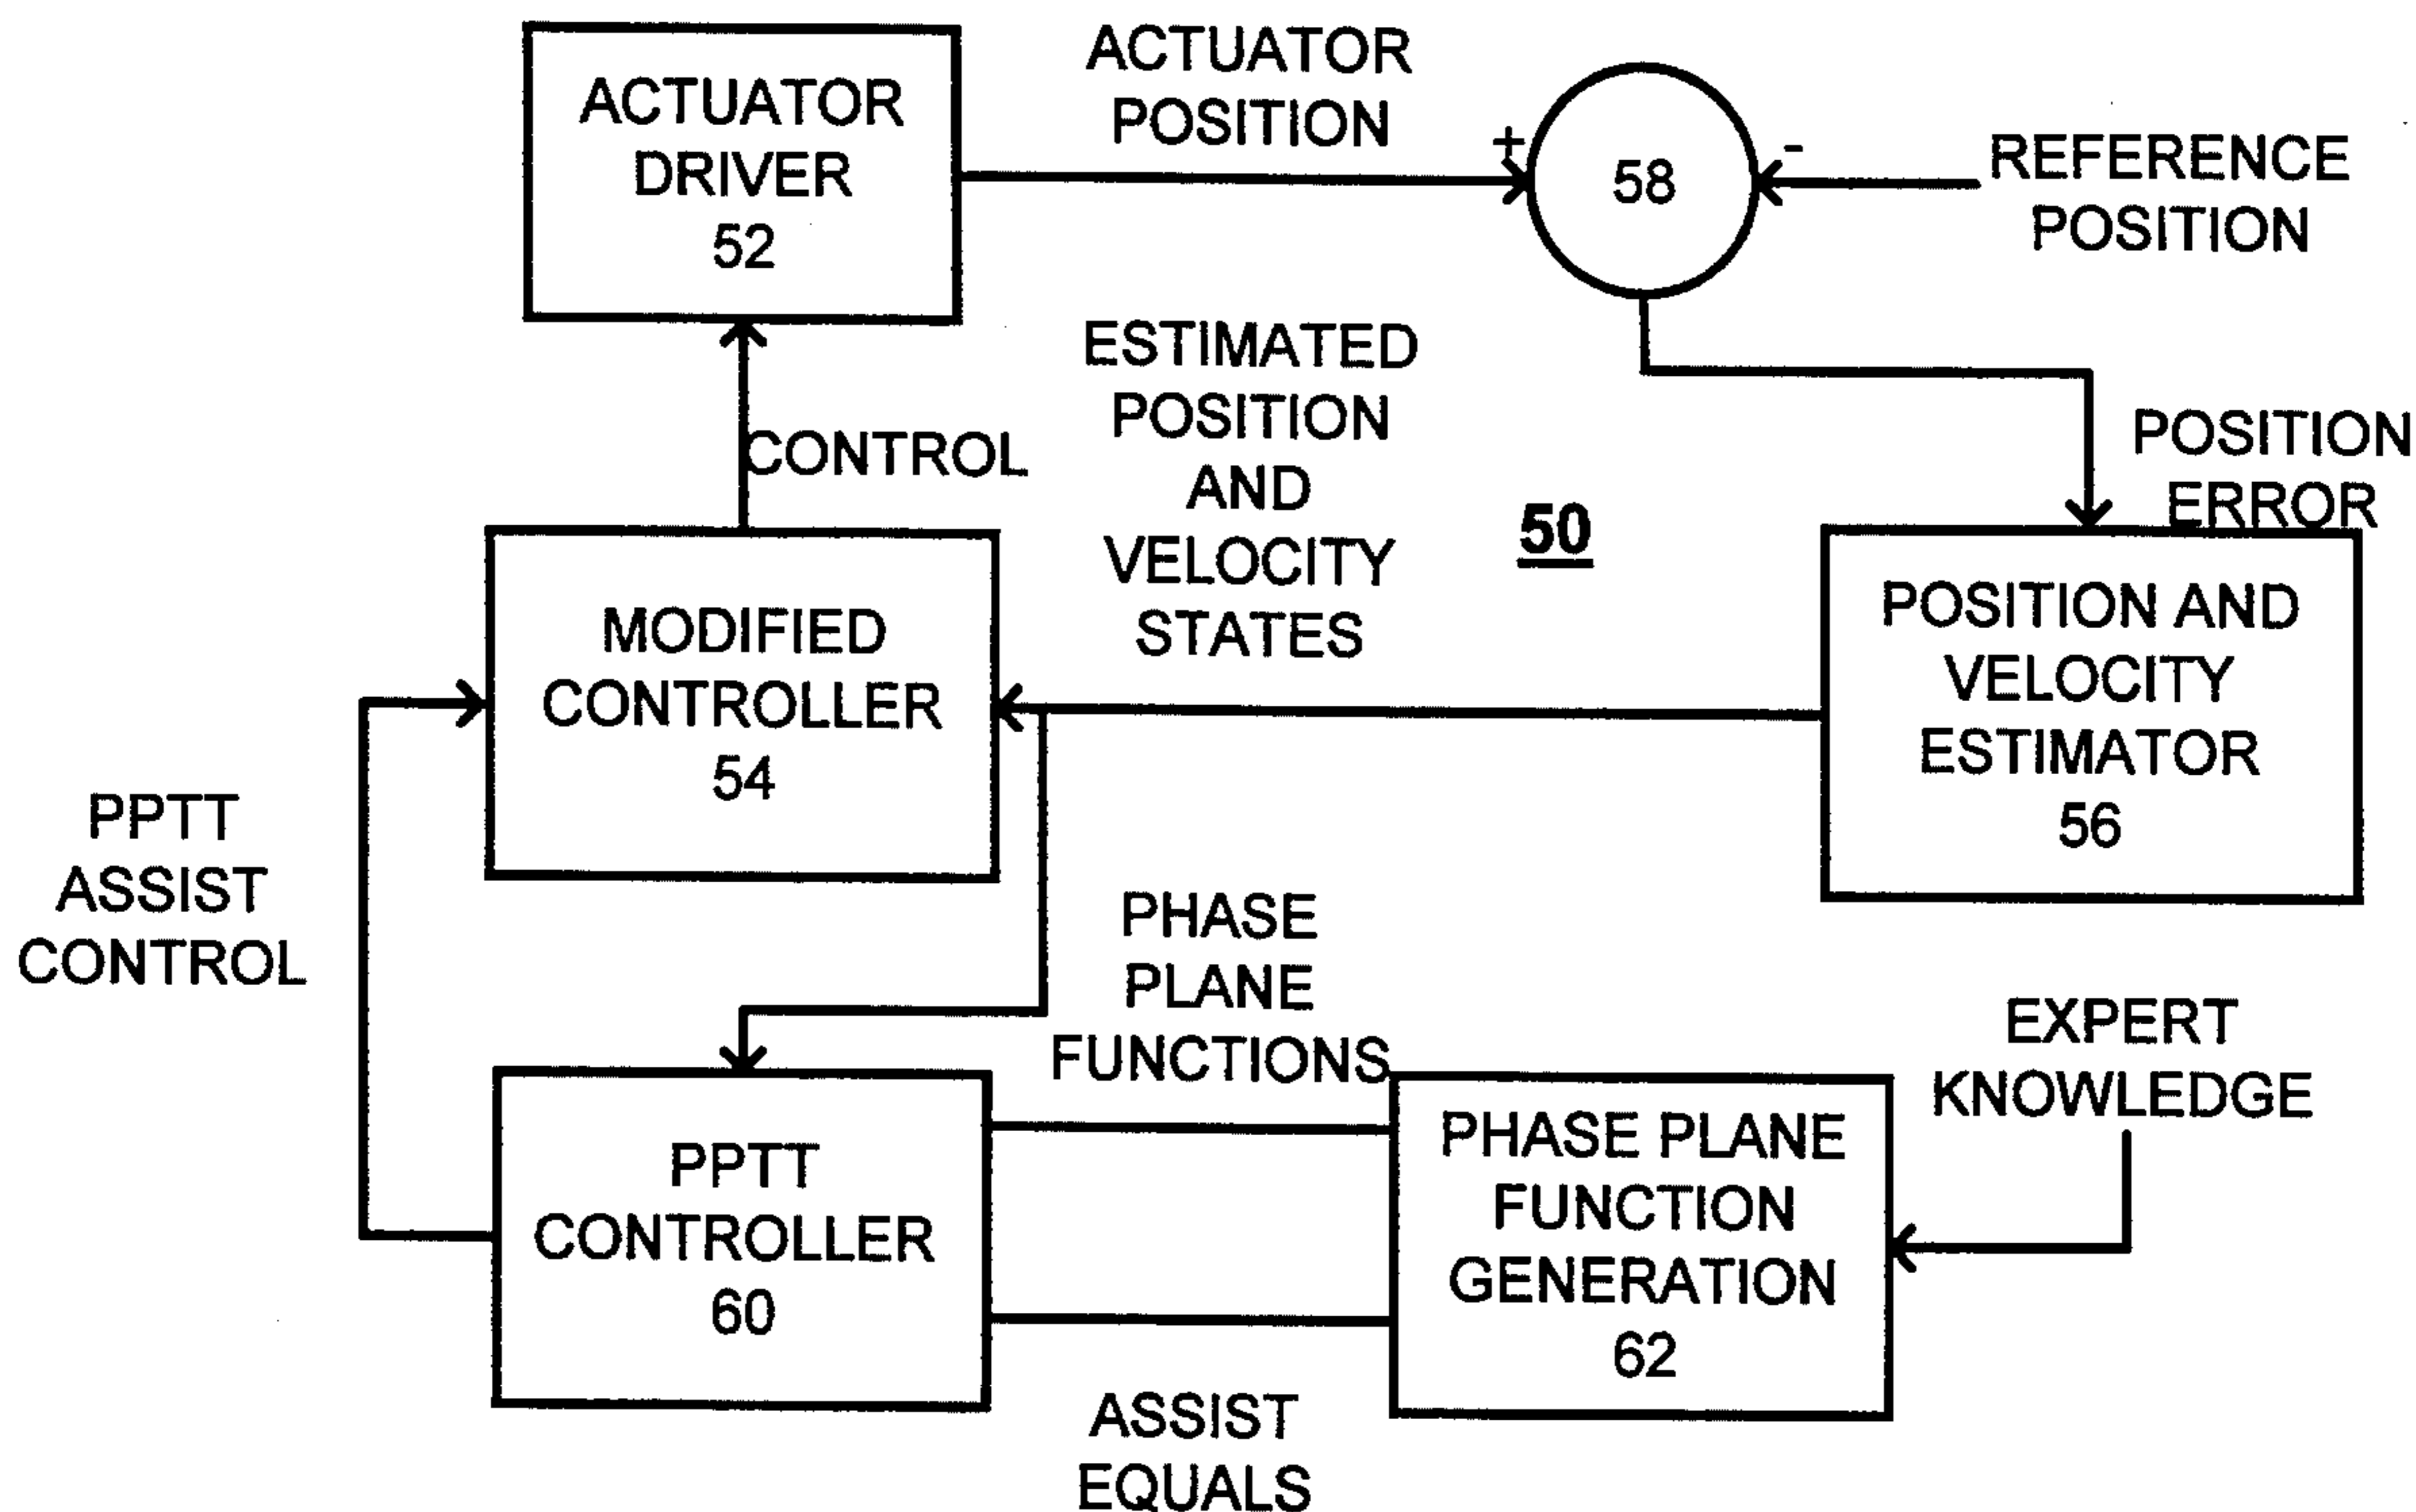 ACTUATOR
DRIVER
52
ACTUATOR
POSITION
+
58
-
REFERENCE
POSITION
CONTROL
ESTIMATED
POSITION
AND
VELOCITY
STATES
50
POSITION
ERROR
MODIFIED
CONTROLLER
54
POSITION AND
VELOCITY
ESTIMATOR
56
PPTT
ASSIST
CONTROL
PHASE
PLANE
FUNCTIONS
EXPERT
KNOWLEDGE
PPTT
CONTROLLER
60
PHASE PLANE
FUNCTION
GENERATION
62
ASSIST
EQUALS